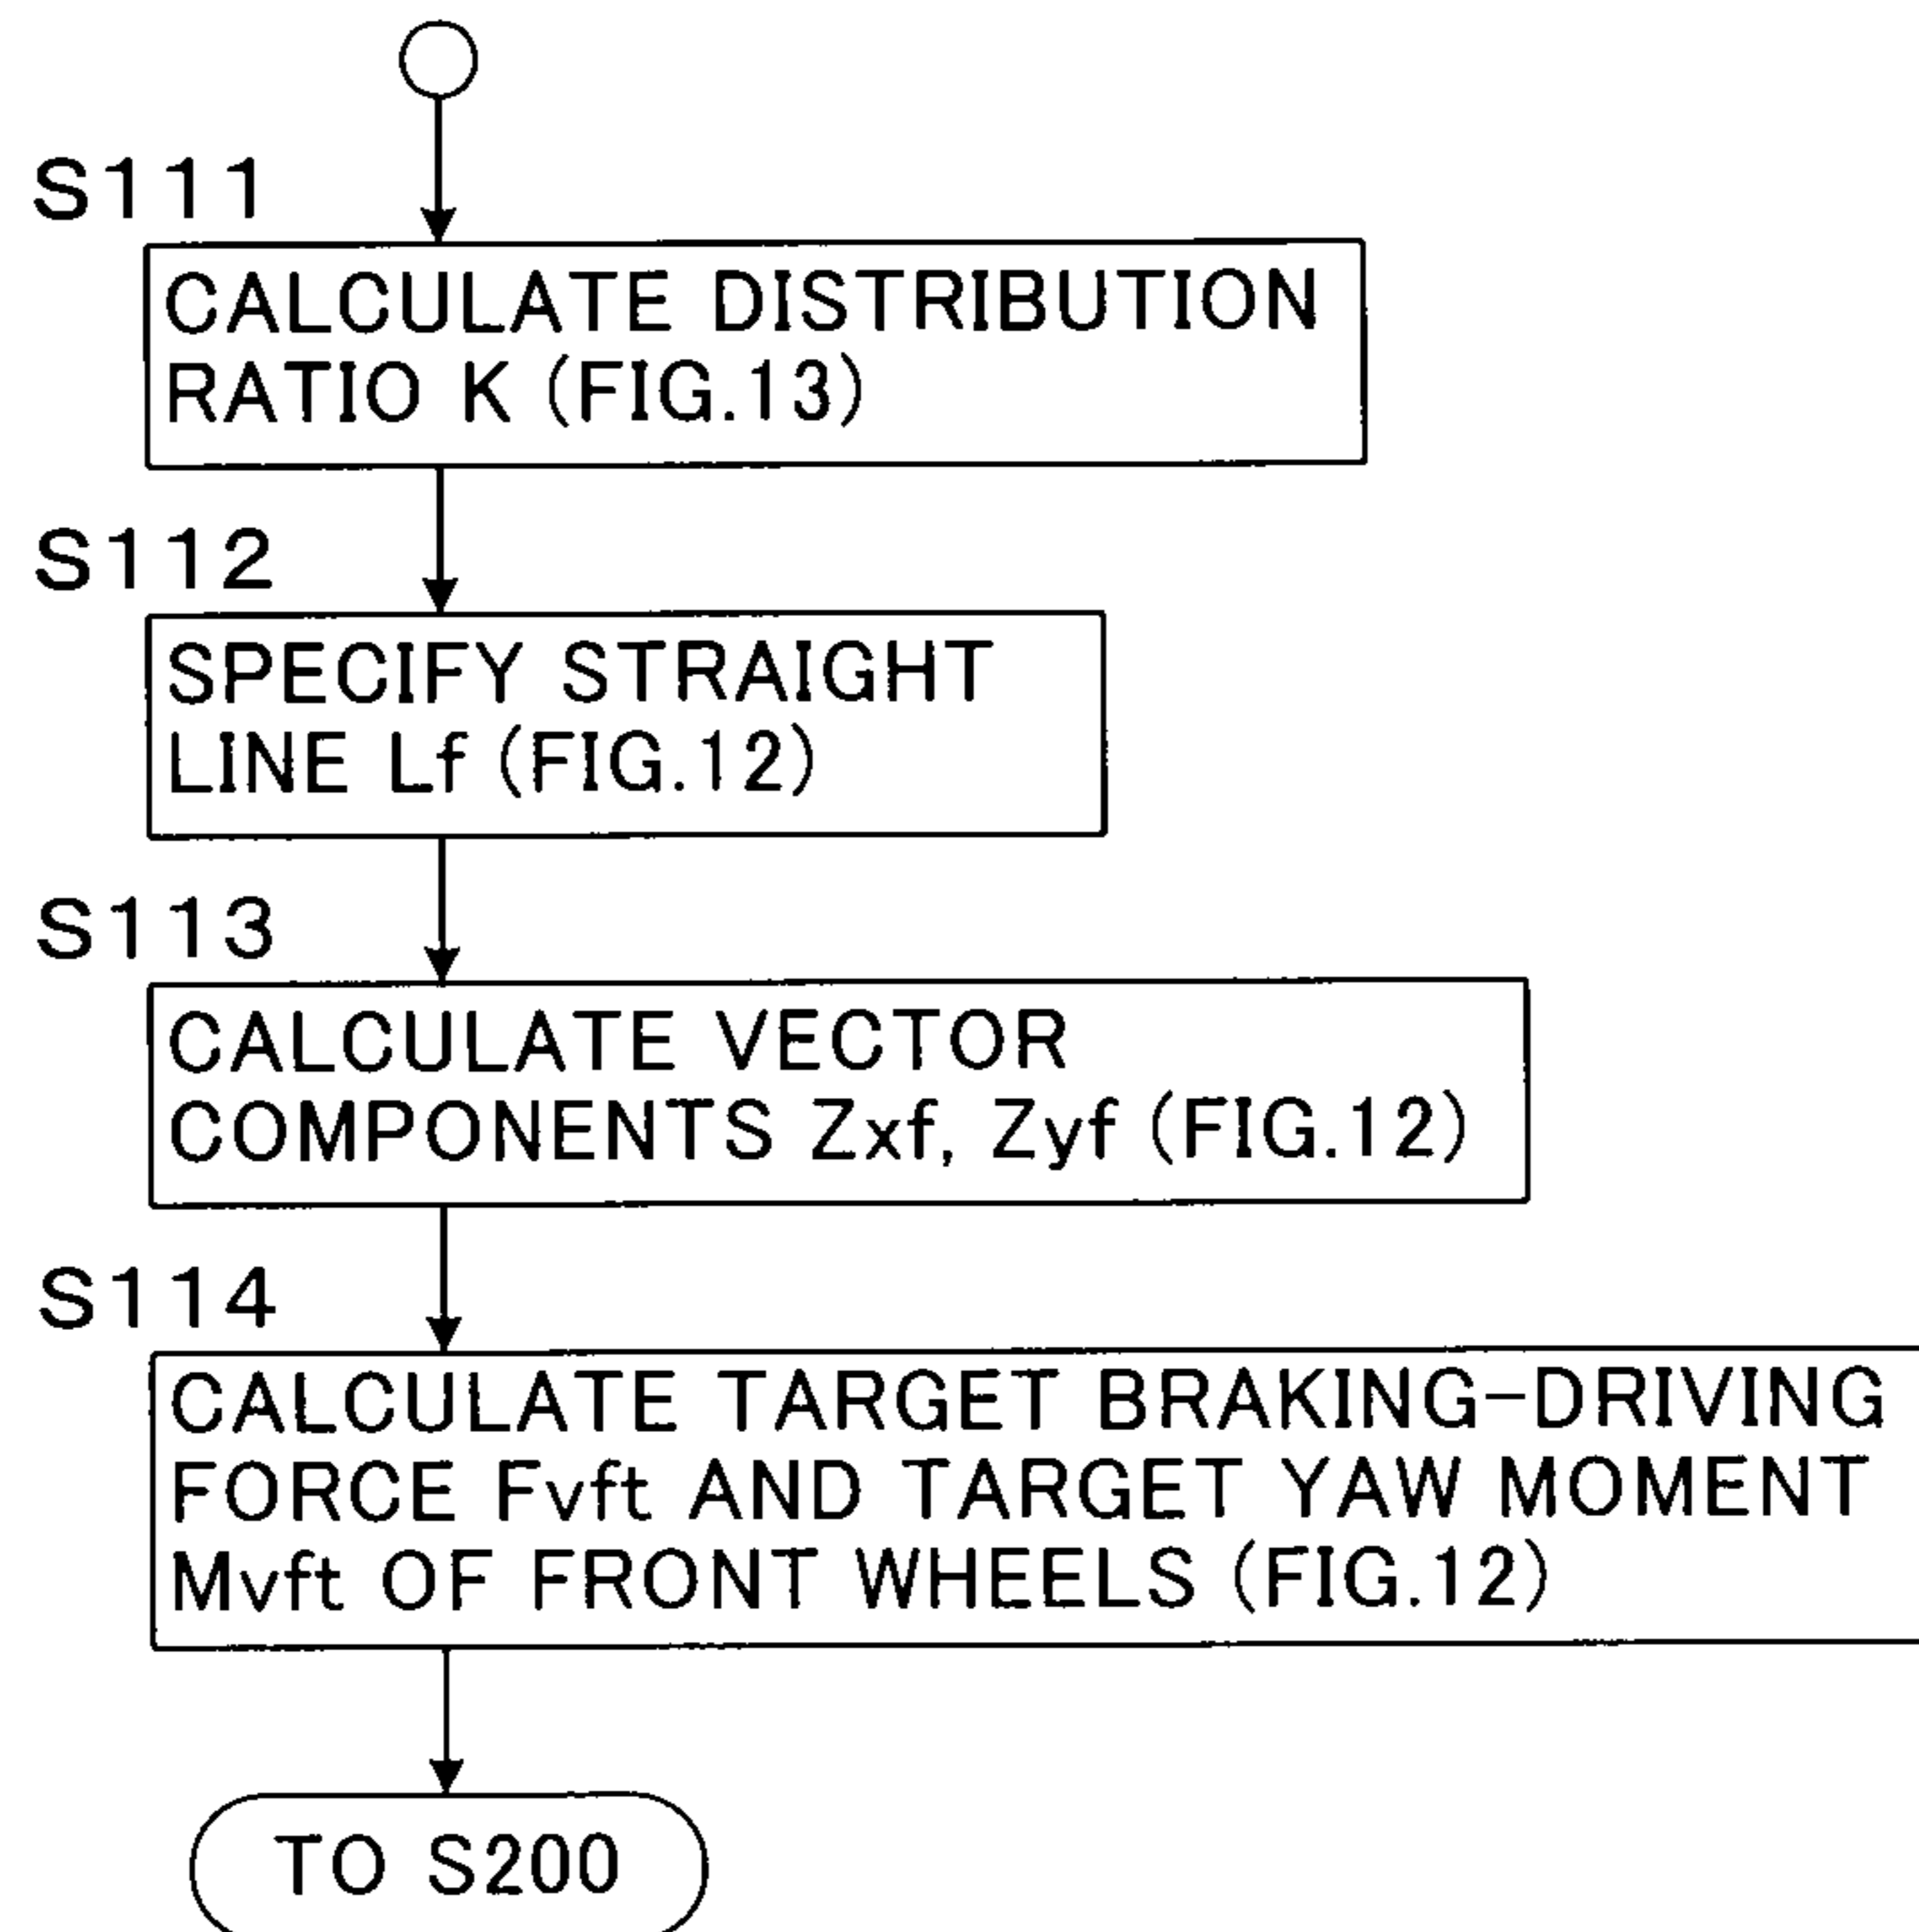 S111
CALCULATE DISTRIBUTION
RATIO K (FIG.13)
S112
SPECIFY STRAIGHT
LINE Lf (FIG.12)
S113
CALCULATE VECTOR
COMPONENTS Zxf, Zyf (FIG.12)
S114
CALCULATE TARGET BRAKING-DRIVING
FORCE Fvft AND TARGET YAW MOMENT
Mvft OF FRONT WHEELS (FIG.12)
TO S200